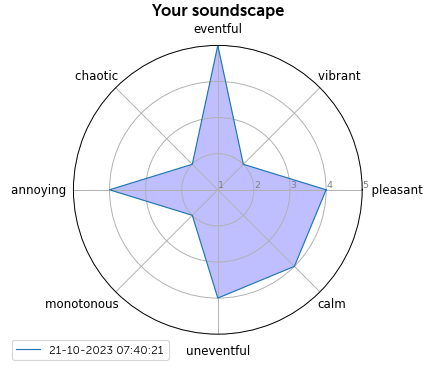 Your soundscape
eventful
chaotic
vibrant
annoying
1 2 3 4 5
pleasant
monotonous
calm
21-10-2023 07:40:21
uneventful